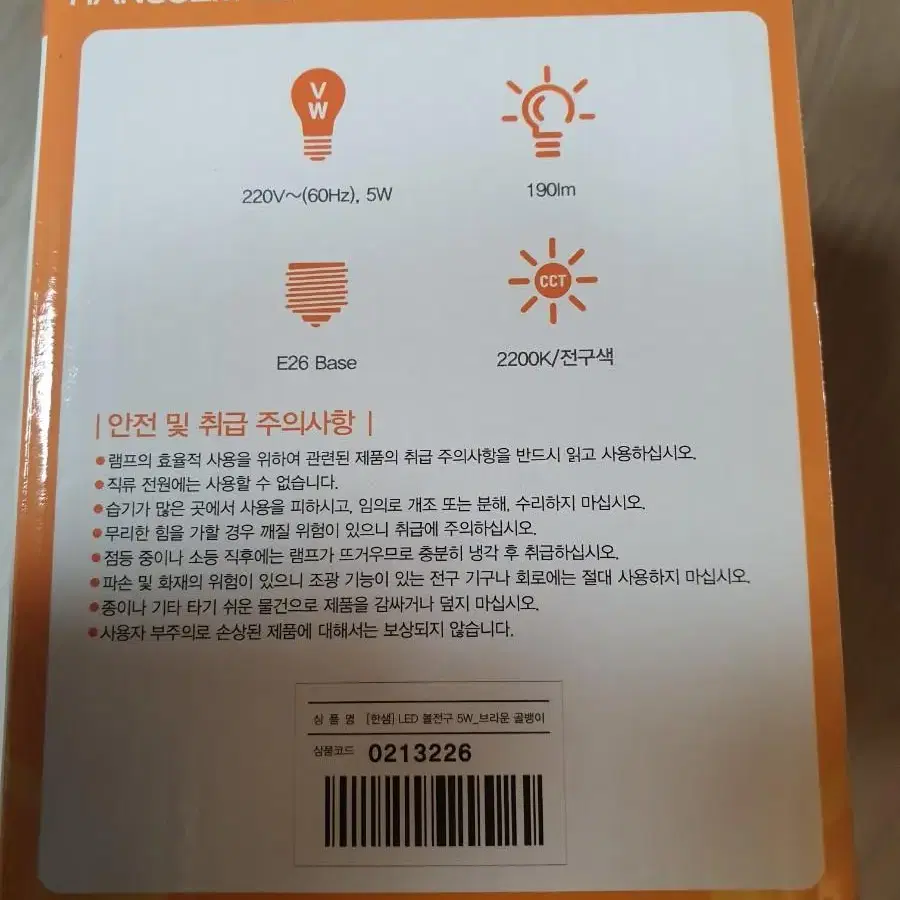 V
W
220V~(60Hz), 5W
190lm
E26 Base
CCT
2200K/전구색
| 안전 및 취급 주의사항 |
●램프의 효율적 사용을 위하여 관련된 제품의 취급 주의사항을 반드시 읽고 사용하십시오.
●직류 전원에는 사용할 수 없습니다.
●습기가 많은 곳에서 사용을 피하시고, 임의로 개조 또는 분해, 수리하지 마십시오.
●무리한 힘을 가할 경우 깨질 위험이 있으니 취급에 주의하십시오.
●점등 중이나 소등 직후에는 램프가 뜨거우므로 충분히 냉각 후 취급하십시오.
●파손 및 화재의 위험이 있으니 조광 기능이 있는 전구 기구나 회로에는 절대 사용하지 마십시오.
●종이나 기타 타기 쉬운 물건으로 제품을 감싸거나 덮지 마십시오.
●사용자 부주의로 손상된 제품에 대해서는 보상되지 않습니다.
상 품 명 [한샘] LED 볼전구 5W_브라운 골뱅이
상품코드 0213226